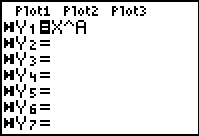 Plot1 Plot2 Plot3
Y1=X^A
Y2=
Y3=
Y4=
Y5=
Y6=
Y7=